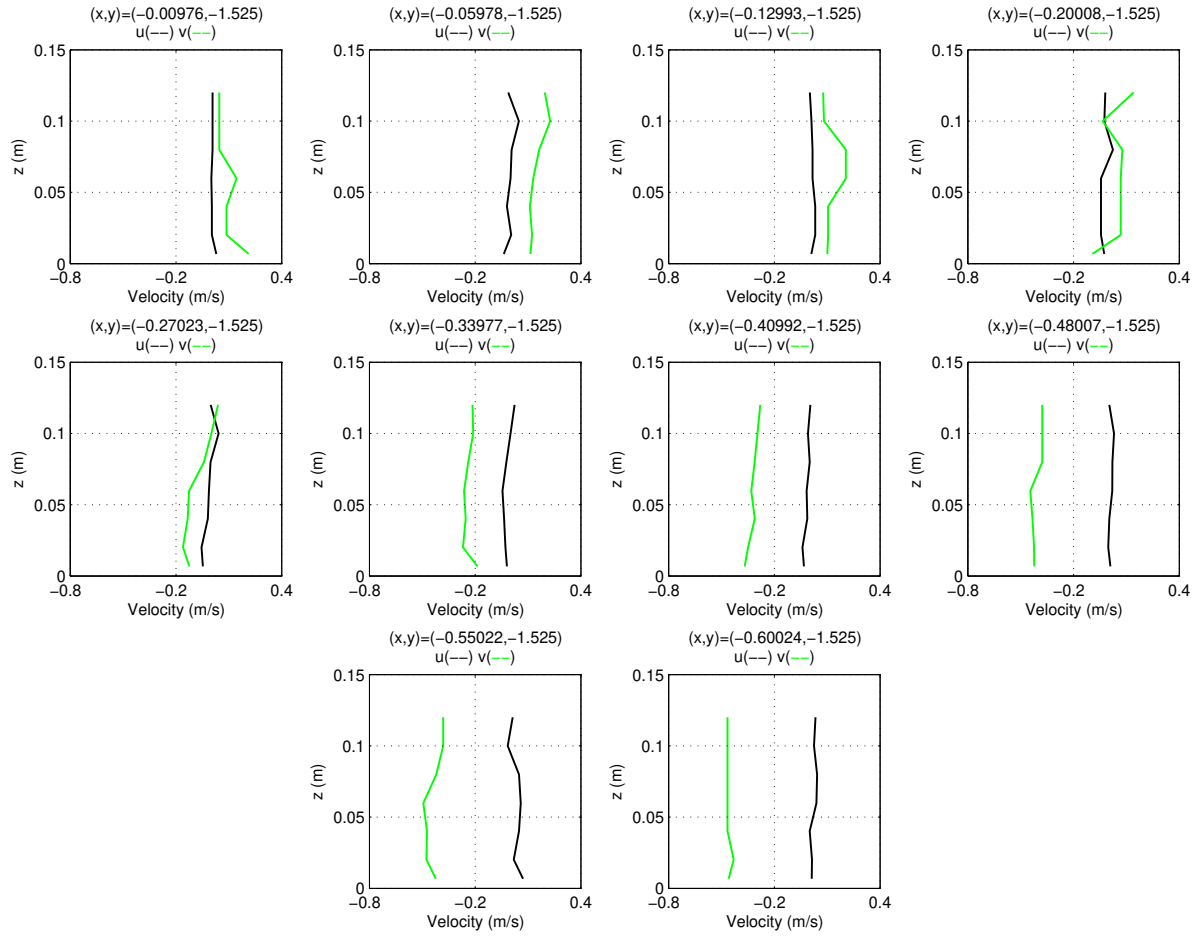 (x,y)=(−0.00976,−1.525)
u(−−) v(−−)
0.15
0.1
0.05
0
z (m)
−0.8 −0.2 0.4
Velocity (m/s)
(x,y)=(−0.05978,−1.525)
u(−−) v(−−)
0.15
0.1
0.05
0
z (m)
−0.8 −0.2 0.4
Velocity (m/s)
(x,y)=(−0.12993,−1.525)
u(−−) v(−−)
0.15
0.1
0.05
0
z (m)
−0.8 −0.2 0.4
Velocity (m/s)
(x,y)=(−0.20008,−1.525)
u(−−) v(−−)
0.15
0.1
0.05
0
z (m)
−0.8 −0.2 0.4
Velocity (m/s)
(x,y)=(−0.27023,−1.525)
u(−−) v(−−)
0.15
0.1
0.05
0
z (m)
−0.8 −0.2 0.4
Velocity (m/s)
(x,y)=(−0.33977,−1.525)
u(−−) v(−−)
0.15
0.1
0.05
0
z (m)
−0.8 −0.2 0.4
Velocity (m/s)
(x,y)=(−0.40992,−1.525)
u(−−) v(−−)
0.15
0.1
0.05
0
z (m)
−0.8 −0.2 0.4
Velocity (m/s)
(x,y)=(−0.48007,−1.525)
u(−−) v(−−)
0.15
0.1
0.05
0
z (m)
−0.8 −0.2 0.4
Velocity (m/s)
(x,y)=(−0.55022,−1.525)
u(−−) v(−−)
0.15
0.1
0.05
0
z (m)
−0.8 −0.2 0.4
Velocity (m/s)
(x,y)=(−0.60024,−1.525)
u(−−) v(−−)
0.15
0.1
0.05
0
z (m)
−0.8 −0.2 0.4
Velocity (m/s)